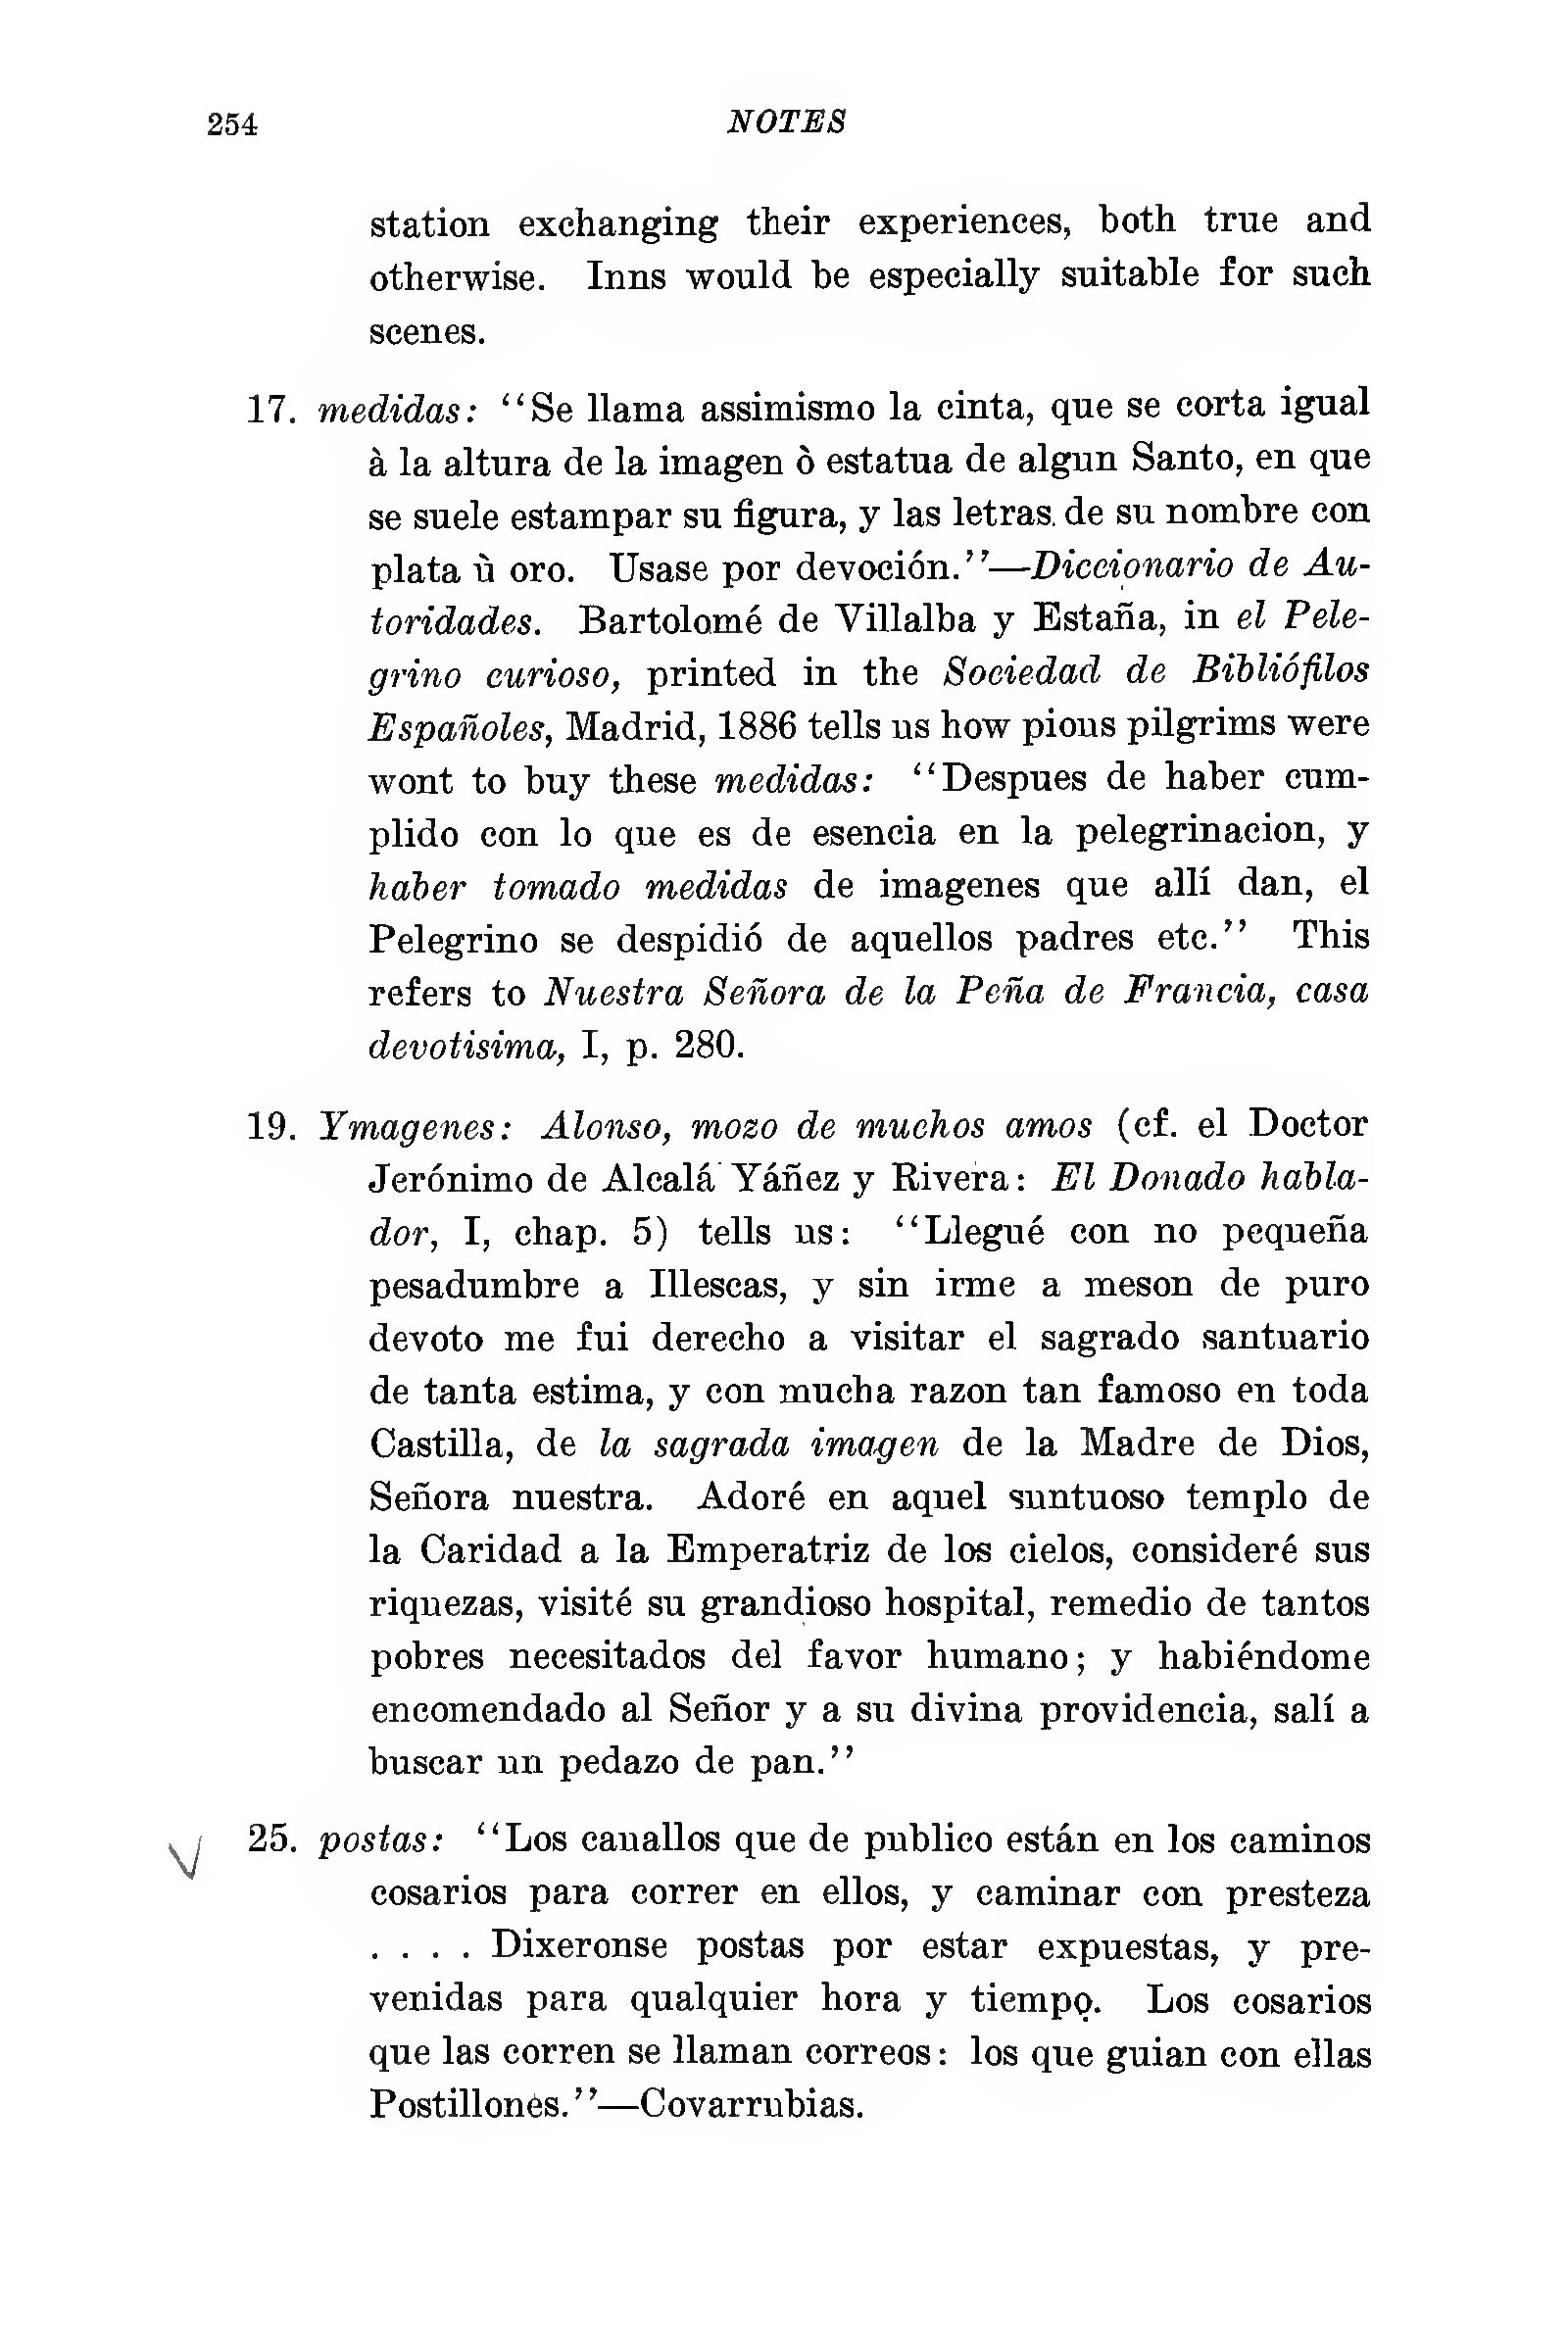 254 NOTES
station exchanging their experiences, both true and
otherwise. Inns would be especially suitable for such
scenes.
17. medidas: ‘‘Se llama assimismo la cinta, que se corta igual
à la altura de la imagen ò estatua de algun Santo, en que
se suele estampar su figura, y las letras de su nombre con
plata ù oro. Usase por devoción.’’—Diccionario de Au-
toridades. Bartolomé de Villalba y Estaña, in el Pele-
grino curioso, printed in the Sociedad de Bibliófilos
Españoles, Madrid, 1886 tells us how pious pilgrims were
wont to buy these medidas: ‘‘Despues de haber cum-
plido con lo que es de esencia en la pelegrinacion, y
haber tomado medidas de imagenes que allí dan, el
Pelegrino se despidió de aquellos padres etc.’’ This
refers to Nuestra Señora de la Peña de Francia, casa
devotisima, I, p. 280.
19. Ymagenes: Alonso, mozo de muchos amos (cf. el Doctor
Jerónimo de Alcalá Yáñez y Rivera: El Donado habla-
dor, I, chap. 5) tells us: ‘‘Llegué con no pequeña
pesadumbre a Illescas, y sin irme a meson de puro
devoto me fui derecho a visitar el sagrado santuario
de tanta estima, y con mucha razon tan famoso en toda
Castilla, de la sagrada imagen de la Madre de Dios,
Señora nuestra. Adoré en aquel suntuoso templo de
la Caridad a la Emperatriz de los cielos, consideré sus
riquezas, visité su grandioso hospital, remedio de tantos
pobres necesitados del favor humano; y habiéndome
encomendado al Señor y a su divina providencia, salí a
buscar un pedazo de pan.’’
25. postas: ‘‘Los cauallos que de publico están en los caminos
cosarios para correr en ellos, y caminar con presteza
. . . . Dixeronse postas por estar expuestas, y pre-
venidas para qualquier hora y tiempo. Los cosarios
que las corren se llaman correos: los que guian con ellas
Postillones.’’—Covarrubias.